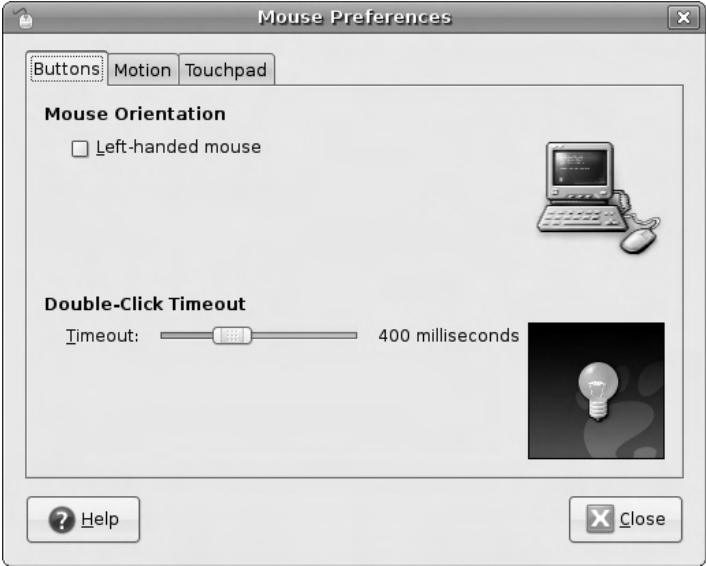 Mouse Preferences
Buttons Motion Touchpad
Mouse Orientation
Left-handed mouse
Double-Click Timeout
Timeout: 400 milliseconds
Help Close